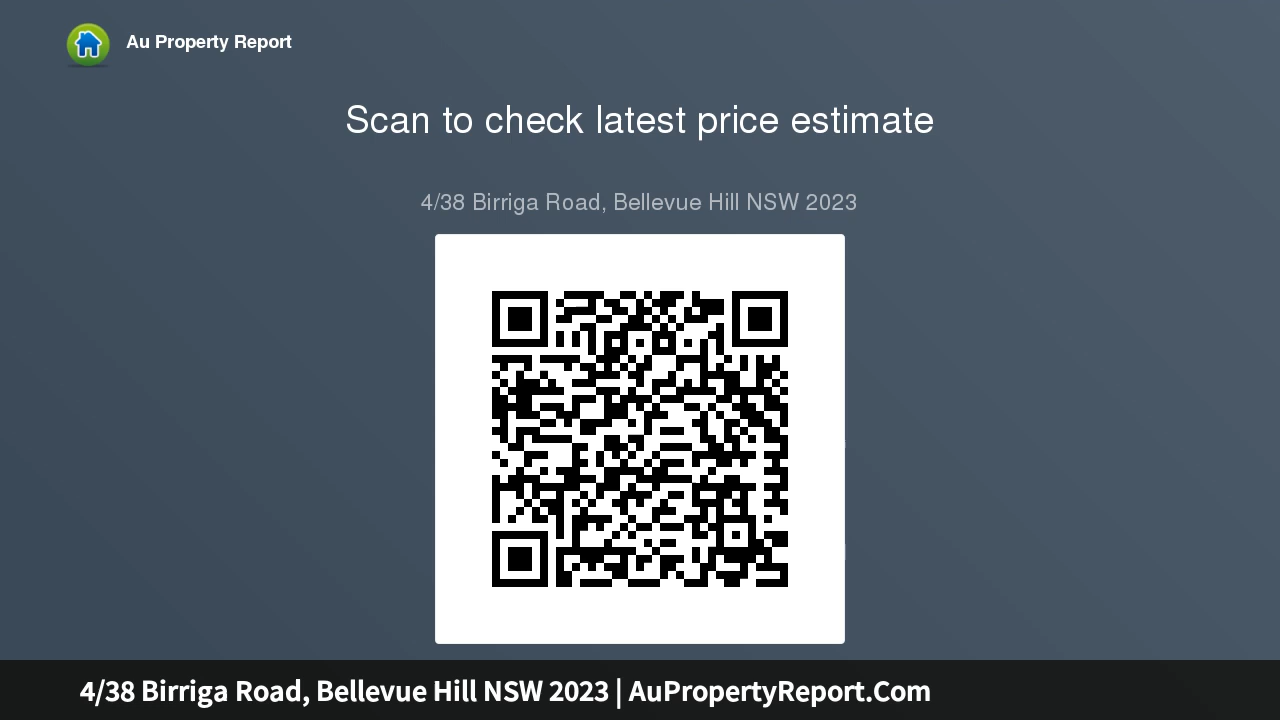 Au Property Report
Scan to check latest price estimate
4/38 Birriga Road, Bellevue Hill NSW 2023
4/38 Birriga Road, Bellevue Hill NSW 2023 | AuPropertyReport.Com